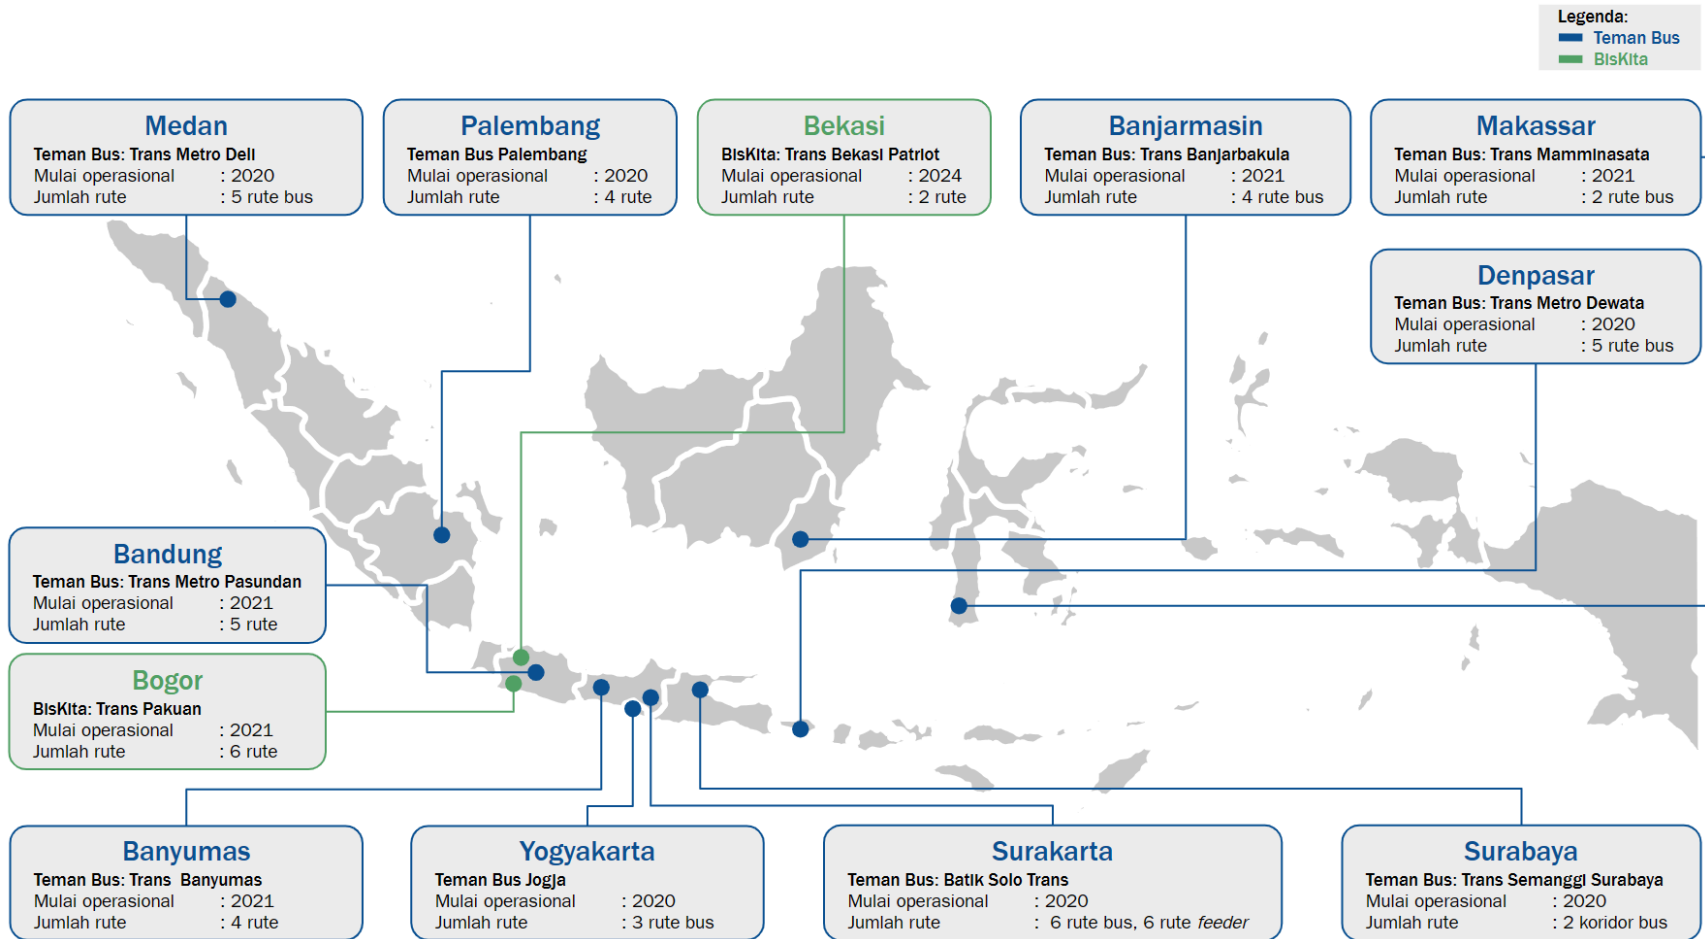 Legenda:
Teman Bus
BisKita
Medan
Teman Bus: Trans Metro Deli
Mulai operasional : 2020
Jumlah rute : 5 rute bus
Palembang
Teman Bus Palembang
Mulai operasional : 2020
Jumlah rute : 4 rute
Bekasi
BisKita: Trans Bekasi Patriot
Mulai operasional : 2024
Jumlah rute : 2 rute
Banjarmasin
Teman Bus: Trans Banjarbakula
Mulai operasional : 2021
Jumlah rute : 4 rute bus
Makassar
Teman Bus: Trans Mamminasata
Mulai operasional : 2021
Jumlah rute : 2 rute bus
Denpasar
Teman Bus: Trans Metro Dewata
Mulai operasional : 2020
Jumlah rute : 5 rute bus
Bandung
Teman Bus: Trans Metro Pasundan
Mulai operasional : 2021
Jumlah rute : 5 rute
Bogor
BisKita: Trans Pakuan
Mulai operasional : 2021
Jumlah rute : 6 rute
Banyumas
Teman Bus: Trans Banyumas
Mulai operasional : 2021
Jumlah rute : 4 rute
Yogyakarta
Teman Bus Jogja
Mulai operasional : 2020
Jumlah rute : 3 rute bus
Surakarta
Teman Bus: Batik Solo Trans
Mulai operasional : 2020
Jumlah rute : 6 rute bus, 6 rute feeder
Surabaya
Teman Bus: Trans Semanggi Surabaya
Mulai operasional : 2020
Jumlah rute : 2 koridor bus